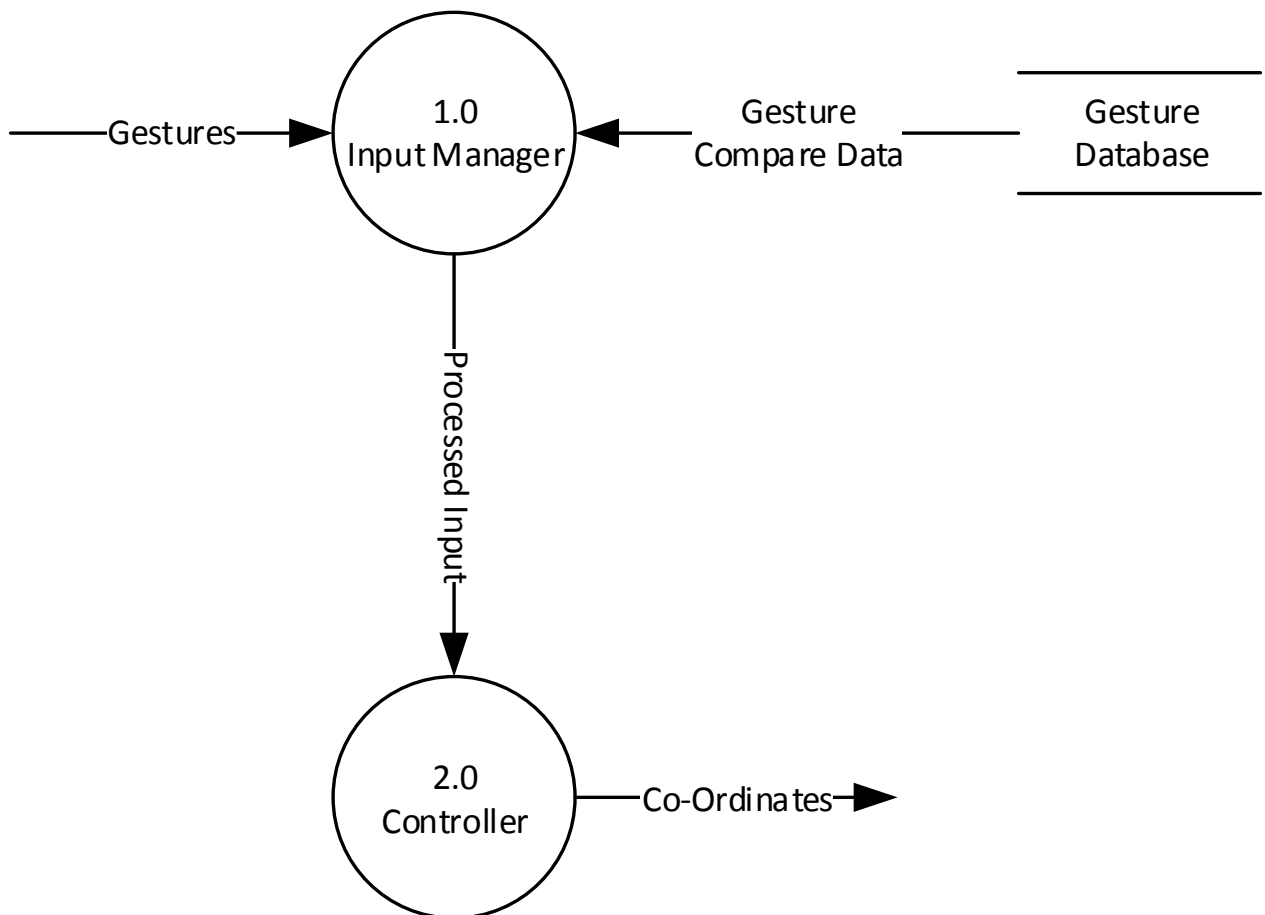 Gestures
1.0
Input Manager
Gesture
Compare Data
Gesture
Database
Processed Input
2.0
Controller
Co-Ordinates